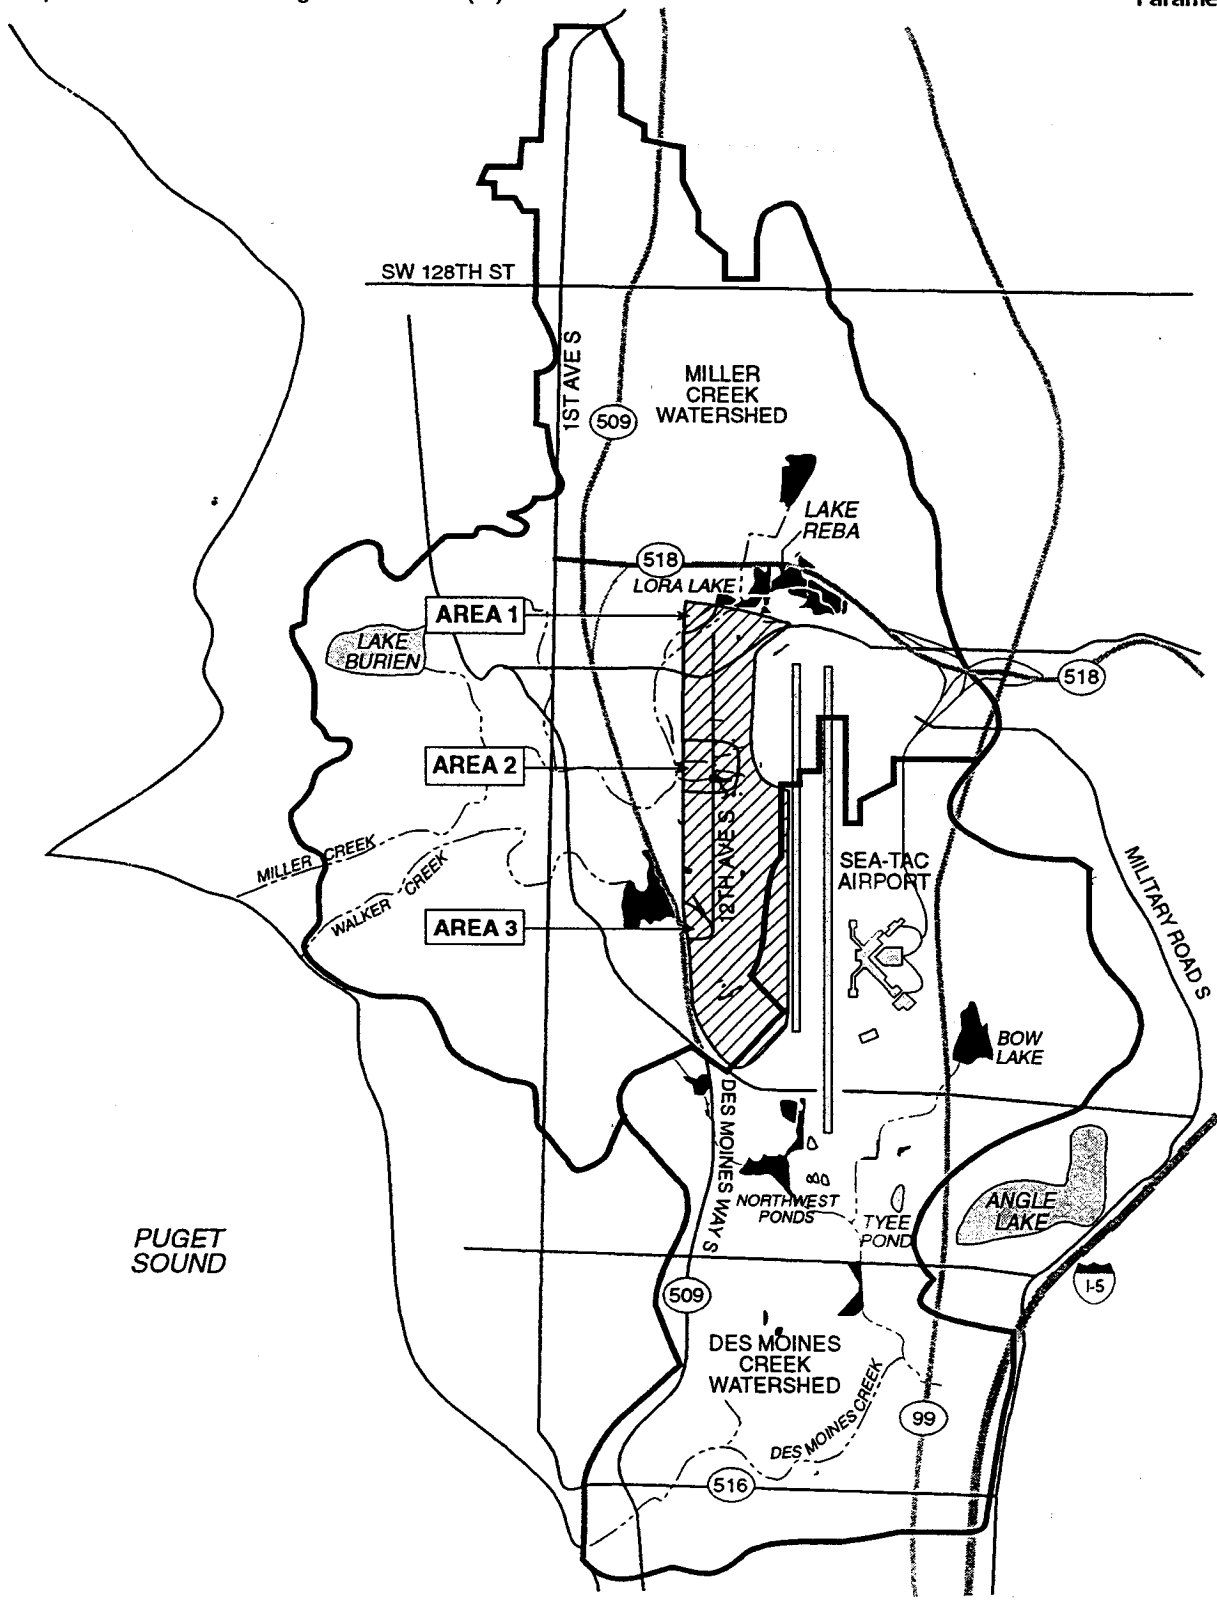 SW 128TH ST
1ST AVE S
MILLER
CREEK
WATERSHED
509
LAKE
REBA
518
LORA LAKE
AREA 1
LAKE
BURIEN
518
AREA 2
12TH AVE S
MILLER CREEK
WALKER CREEK
SEA-TAC
AIRPORT
MILITARY ROAD S
AREA 3
BOW
LAKE
DES MOINES WAY S
NORTHWEST
PONDS
TYEE
POND
ANGLE
LAKE
PUGET
SOUND
I-5
509
DES MOINES
CREEK
WATERSHED
DES MOINES CREEK
99
516